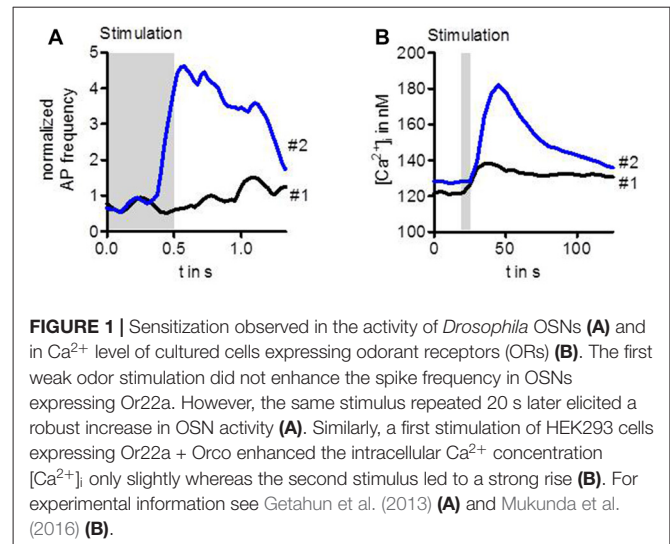 A
Stimulation
normalized
AP frequency
5
4
3
2
1
0
0.0
0.5
1.0
t in s
#2
#1
B
Stimulation
[Ca²⁺]ᵢ in nM
200
180
160
140
120
100
0
50
100
t in s
#2
#1
FIGURE 1 | Sensitization observed in the activity of Drosophila OSNs (A) and
in Ca²⁺ level of cultured cells expressing odorant receptors (ORs) (B). The first
weak odor stimulation did not enhance the spike frequency in OSNs
expressing Or22a. However, the same stimulus repeated 20 s later elicited a
robust increase in OSN activity (A). Similarly, a first stimulation of HEK293 cells
expressing Or22a + Orco enhanced the intracellular Ca²⁺ concentration
[Ca²⁺]ᵢ only slightly whereas the second stimulus led to a strong rise (B). For
experimental information see Getahun et al. (2013) (A) and Mukunda et al.
(2016) (B).